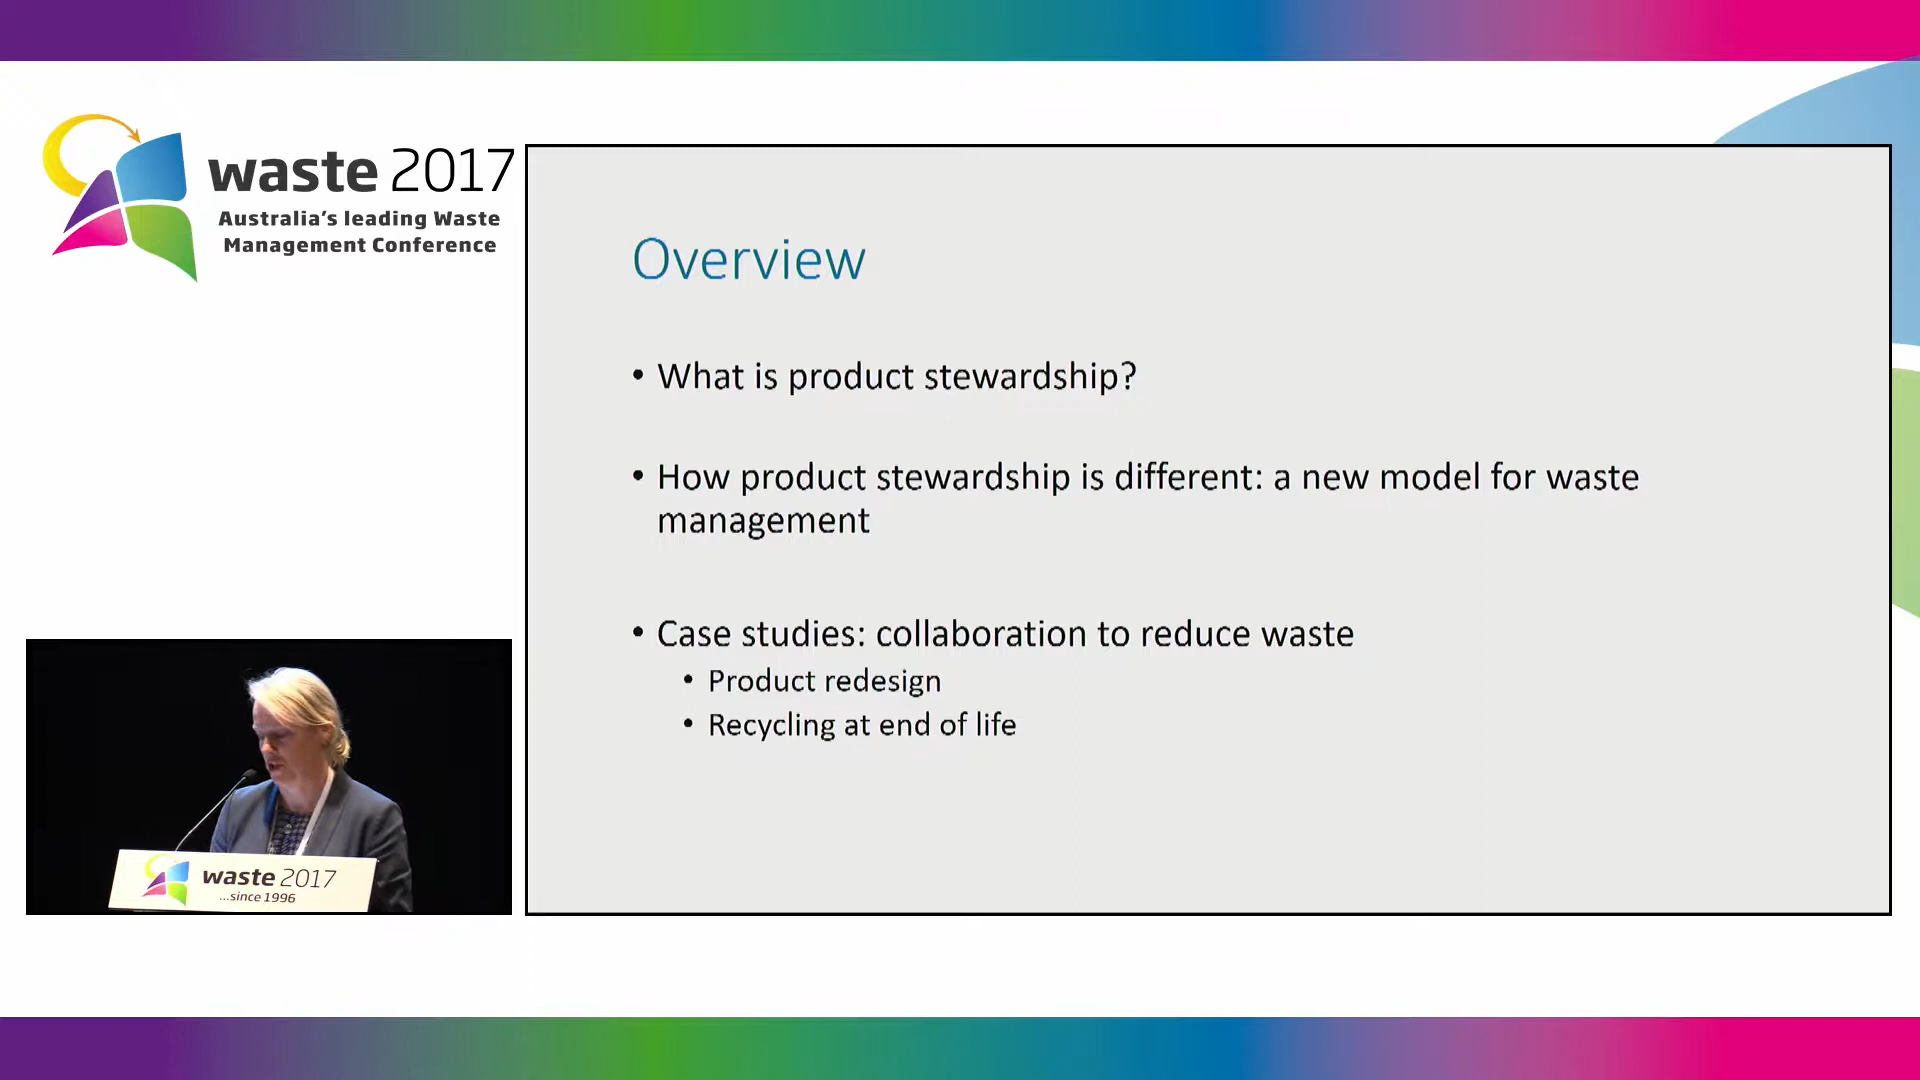 waste 2017
Australia's leading Waste
Management Conference
Overview
• What is product stewardship?
• How product stewardship is different: a new model for waste
management
• Case studies: collaboration to reduce waste
• Product redesign
• Recycling at end of life
waste 2017
...since 1996